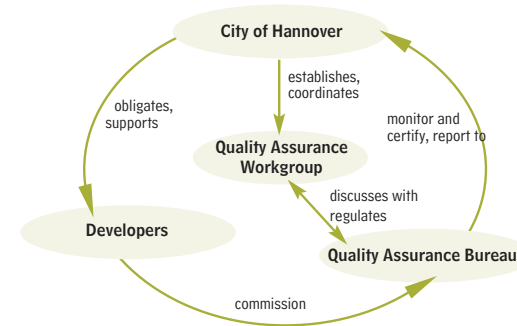 City of Hannover
establishes,
coordinates
obligates,
supports
monitor and
certify, report to
Quality Assurance
Workgroup
discusses with
regulates
Developers
Quality Assurance Bureau
commission